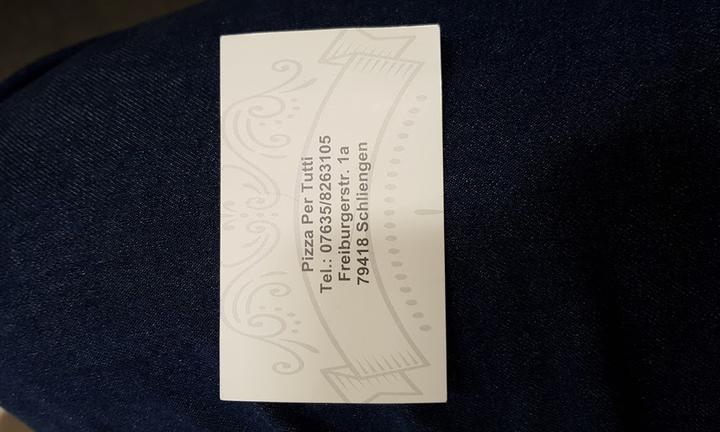 Pizza Per Tutti
Tel.: 07635/8263105
Freiburgerstr. 1a
79418 Schliengen